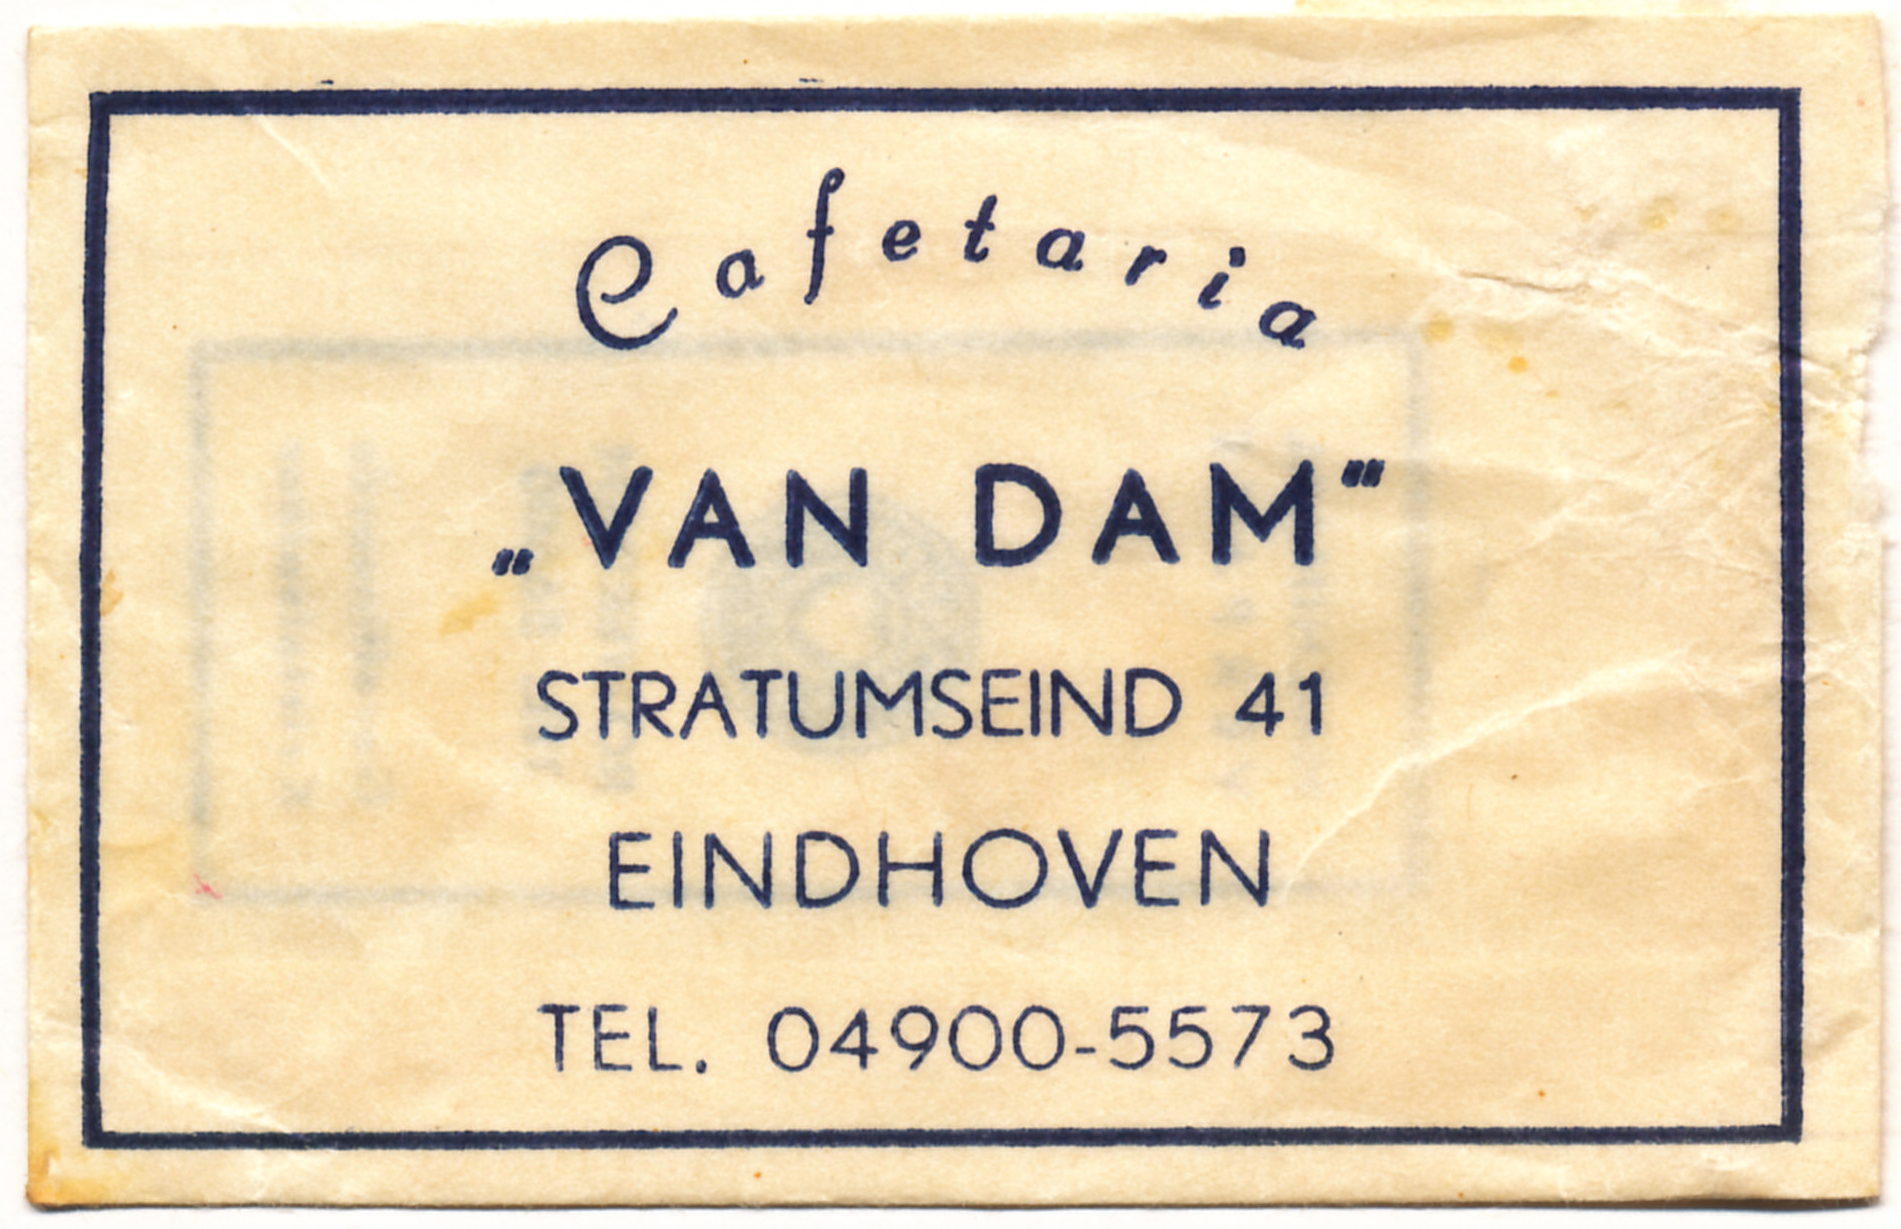 Cafetaria
„VAN DAM“
STRATUMSEIND 41
EINDHOVEN
TEL. 04900-5573